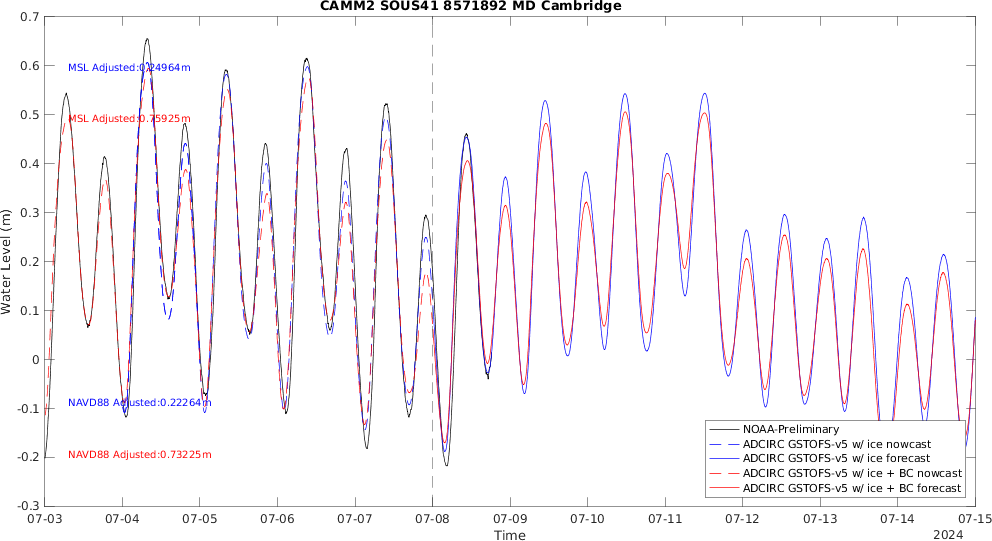 CAMM2 SOUS41 8571892 MD Cambridge
0.7
0.6
0.5
0.4
0.3
0.2
0.1
0
-0.1
-0.2
-0.3
Water Level (m)
MSL Adjusted:0.24964m
MSL Adjusted:0.75925m
NAVD88 Adjusted:0.22264m
NAVD88 Adjusted:0.73225m
NOAA-Preliminary
ADCIRC GSTOFS-v5 w/ ice nowcast
ADCIRC GSTOFS-v5 w/ ice forecast
ADCIRC GSTOFS-v5 w/ ice + BC nowcast
ADCIRC GSTOFS-v5 w/ ice + BC forecast
07-03 07-04 07-05 07-06 07-07 07-08 07-09 07-10 07-11 07-12 07-13 07-14 07-15
Time
2024